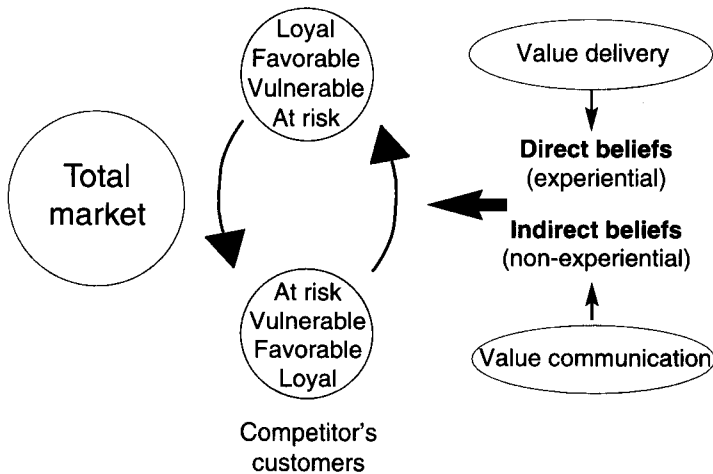 Loyal
Favorable
Vulnerable
At risk
Total
market
At risk
Vulnerable
Favorable
Loyal
Competitor's
customers
Value delivery
Direct beliefs
(experiential)
Indirect beliefs
(non-experiential)
Value communication